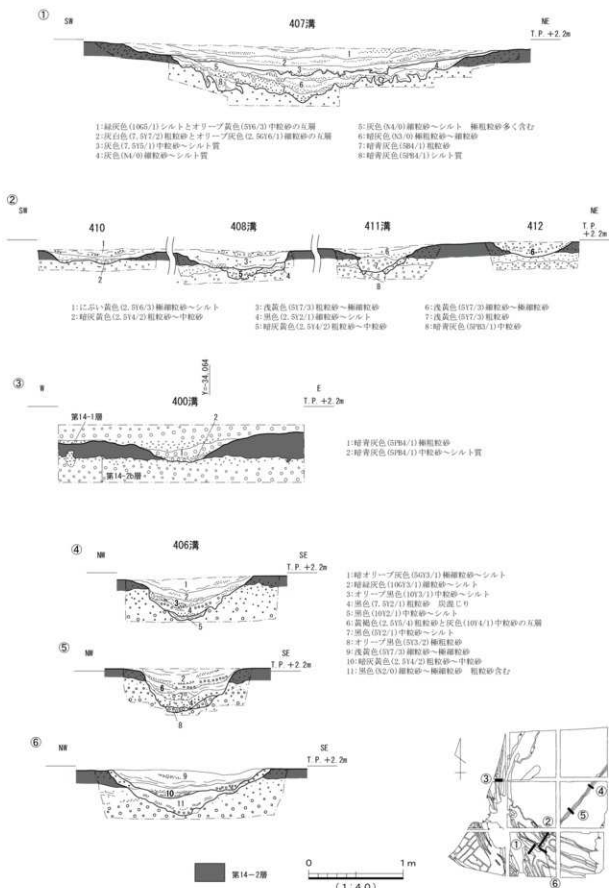 ①
SW
407溝
NE
T.P. +2.2m
1:緑灰色(10G5/1)シルトとオリーブ黄色(5Y6/3)中粒砂の互層
2:灰白色(7.5Y7/2)粗粒砂とオリーブ灰色(2.5GY6/1)細粒砂の互層
3:灰色(7.5Y5/1)中粒砂~シルト質
4:灰色(N4/0)細粒砂~シルト質
5:灰色(N4/0)細粒砂~シルト 極粗粒砂多く含む
6:暗灰色(N3/0)極粗粒砂~細粒砂
7:暗青灰色(5B4/1)粗粒砂
8:暗青灰色(5PB4/1)シルト質
②
SW
410
408溝
411溝
412
NE
T.P.
+2.2m
1:にぶい黄色(2.5Y6/3)極細粒砂~シルト
2:暗灰黄色(2.5Y4/2)粗粒砂~中粒砂
3:浅黄色(5Y7/3)粗粒砂~極細粒砂
4:黒色(2.5Y2/1)細粒砂~シルト
5:暗灰黄色(2.5Y4/2)粗粒砂~中粒砂
6:浅黄色(5Y7/3)細粒砂~極細粒砂
7:浅黄色(5Y7/3)粗粒砂
8:暗青灰色(5PB3/1)中粒砂
③
W
400溝
Y=-34,064
E
T.P. +2.2m
第14-1層
2
1
第14-2b層
1:暗青灰色(5PB4/1)極粗粒砂
2:暗青灰色(5PB4/1)中粒砂~シルト質
④
NW
406溝
SE
T.P. +2.2m
1:暗オリーブ灰色(5GY3/1)極細粒砂~シルト
2:暗緑灰色(10GY3/1)細粒砂~シルト
3:オリーブ黒色(10Y3/1)中粒砂~シルト
4:黒色(7.5Y2/1)粗粒砂 炭混じり
5:黒色(10Y2/1)中粒砂~シルト
6:黄褐色(2.5Y5/4)粗粒砂と灰色(10Y4/1)中粒砂の互層
7:黒色(5Y2/1)中粒砂~シルト
8:オリーブ黒色(5Y3/2)極粗粒砂
9:浅黄色(5Y7/3)細粒砂~極細粒砂
10:暗灰黄色(2.5Y4/2)粗粒砂~中粒砂
11:黒色(N2/0)細粒砂~極細粒砂 粗粒砂含む
⑤
NW
SE
T.P. +2.2m
⑥
NW
SE
T.P. +2.2m
9
10
11
第14-2層
0
1m
(1:40)
③
④
⑤
②
①
⑥